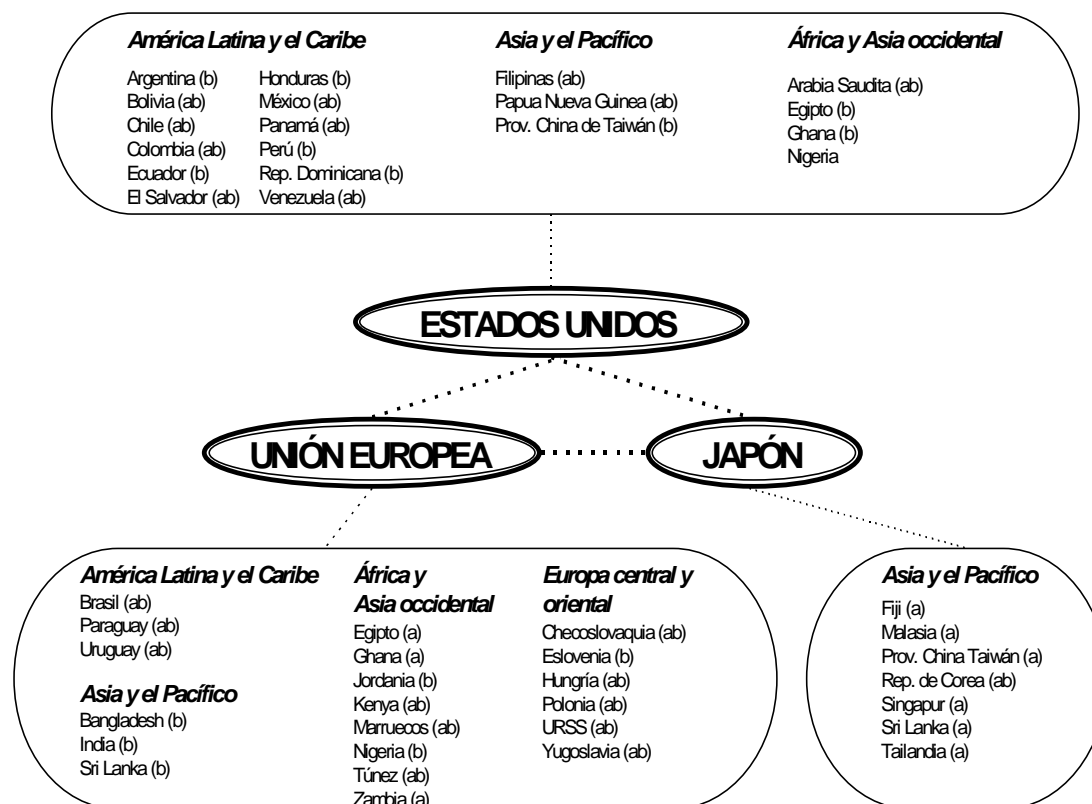 América Latina y el Caribe
Argentina (b)
Bolivia (ab)
Chile (ab)
Colombia (ab)
Ecuador (b)
El Salvador (ab)
Honduras (b)
México (ab)
Panamá (ab)
Perú (b)
Rep. Dominicana (b)
Venezuela (ab)
Asia y el Pacífico
Filipinas (ab)
Papua Nueva Guinea (ab)
Prov. China de Taiwán (b)
África y Asia occidental
Arabia Saudita (ab)
Egipto (b)
Ghana (b)
Nigeria
ESTADOS UNIDOS
UNIÓN EUROPEA
JAPÓN
América Latina y el Caribe
Brasil (ab)
Paraguay (ab)
Uruguay (ab)
Asia y el Pacífico
Bangladesh (b)
India (b)
Sri Lanka (b)
África y
Asia occidental
Egipto (a)
Ghana (a)
Jordania (b)
Kenya (ab)
Marruecos (ab)
Nigeria (b)
Túnez (ab)
Zambia (a)
Europa central y
oriental
Checoslovaquia (ab)
Eslovenia (b)
Hungría (ab)
Polonia (ab)
URSS (ab)
Yugoslavia (ab)
Asia y el Pacífico
Fiji (a)
Malasia (a)
Prov. China Taiwán (a)
Rep. de Corea (ab)
Singapur (a)
Sri Lanka (a)
Tailandia (a)